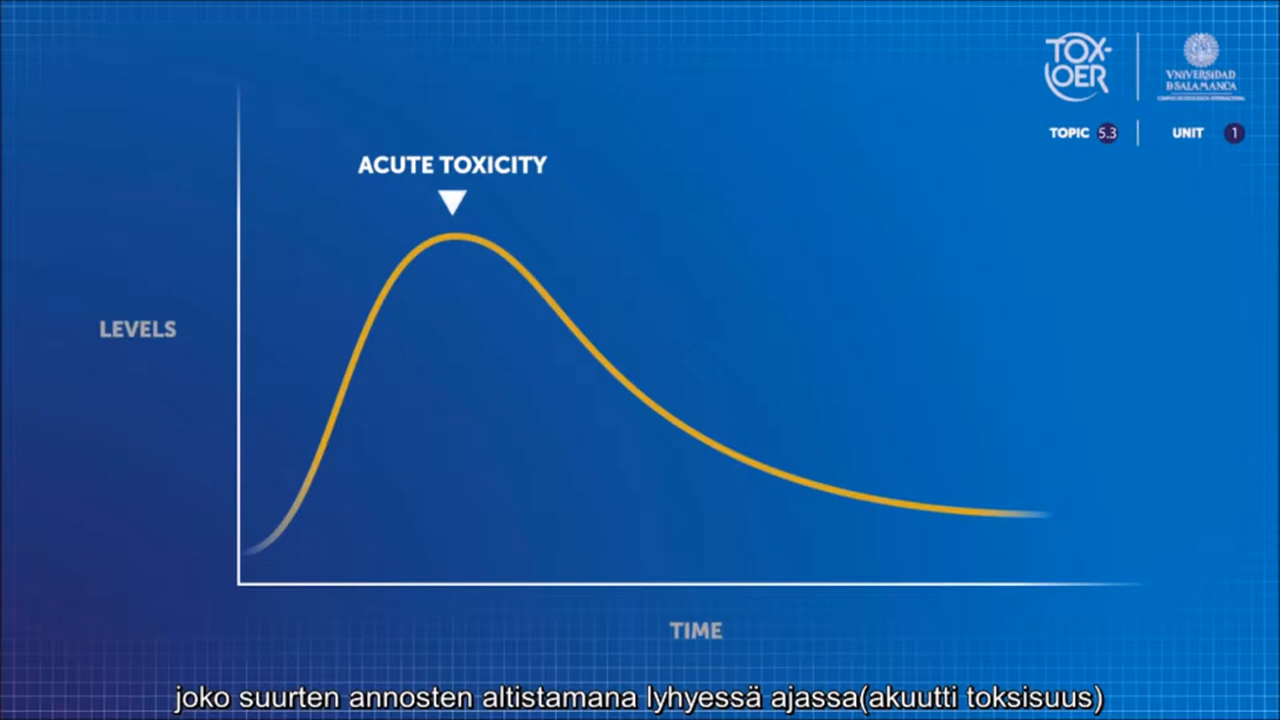 TOX-
OER
VNIVERSIDAD
D SALAMANCA
TOPIC 5.3
UNIT 1
ACUTE TOXICITY
LEVELS
TIME
joko suurten annosten altistamana lyhyessä ajassa(akuutti toksisuus)